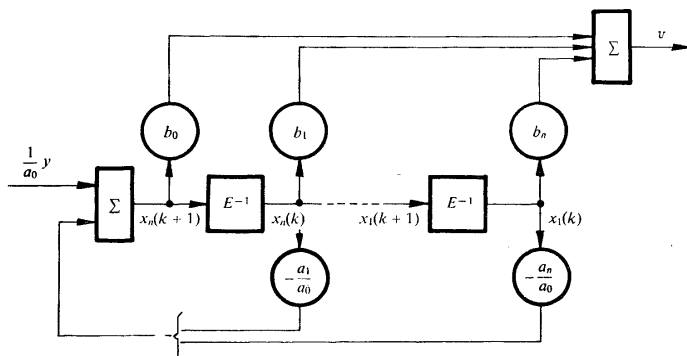 Σ
v
b₀
b₁
bₙ
1/a₀ y
Σ
E⁻¹
E⁻¹
xₙ(k + 1)
xₙ(k)
x₁(k + 1)
x₁(k)
−a₁/a₀
−aₙ/a₀